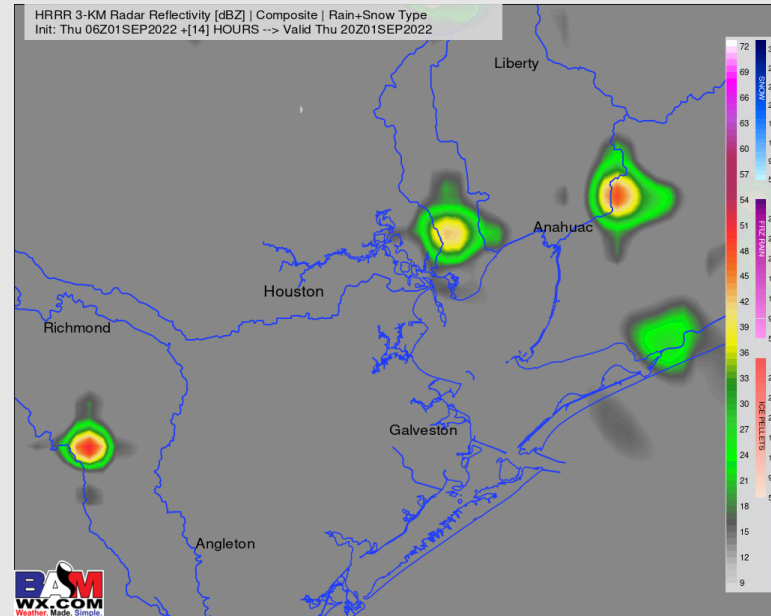 HRRR 3-KM Radar Reflectivity [dBZ] | Composite | Rain+Snow Type
Init: Thu 06Z01SEP2022 +[14] HOURS --> Valid Thu 20Z01SEP2022
Liberty
Anahuac
Houston
Richmond
Galveston
Angleton
72
69
66
63
60
57
54
51
48
45
42
39
36
33
30
27
24
21
18
15
12
9
SNOW
FRZ RAIN
ICE PELLETS
BAM
WX.COM
Weather. Made. Simple.